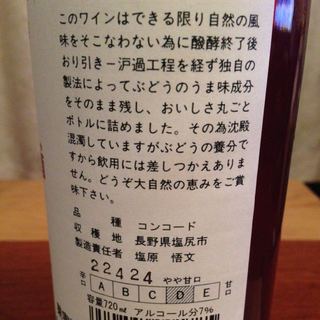 このワインはできる限り自然の風
味をそこなわない為に醗酵終了後
おり引き－沪過工程を経ず独自の
製法によってぶどうのうま味成分
をそのまま残し、おいしさ丸ごと
ボトルに詰めました。その為沈殿
混濁していますがぶどうの養分で
すから飲用には差しつかえありま
せん。どうぞ大自然の恵みをご賞
味下さい。
品　　　種　コンコード
収　穫　地　長野県塩尻市
製造責任者　塩原　悟文
22424　やや甘口
辛口 A B C D E 甘口
容量720ml アルコール分7%